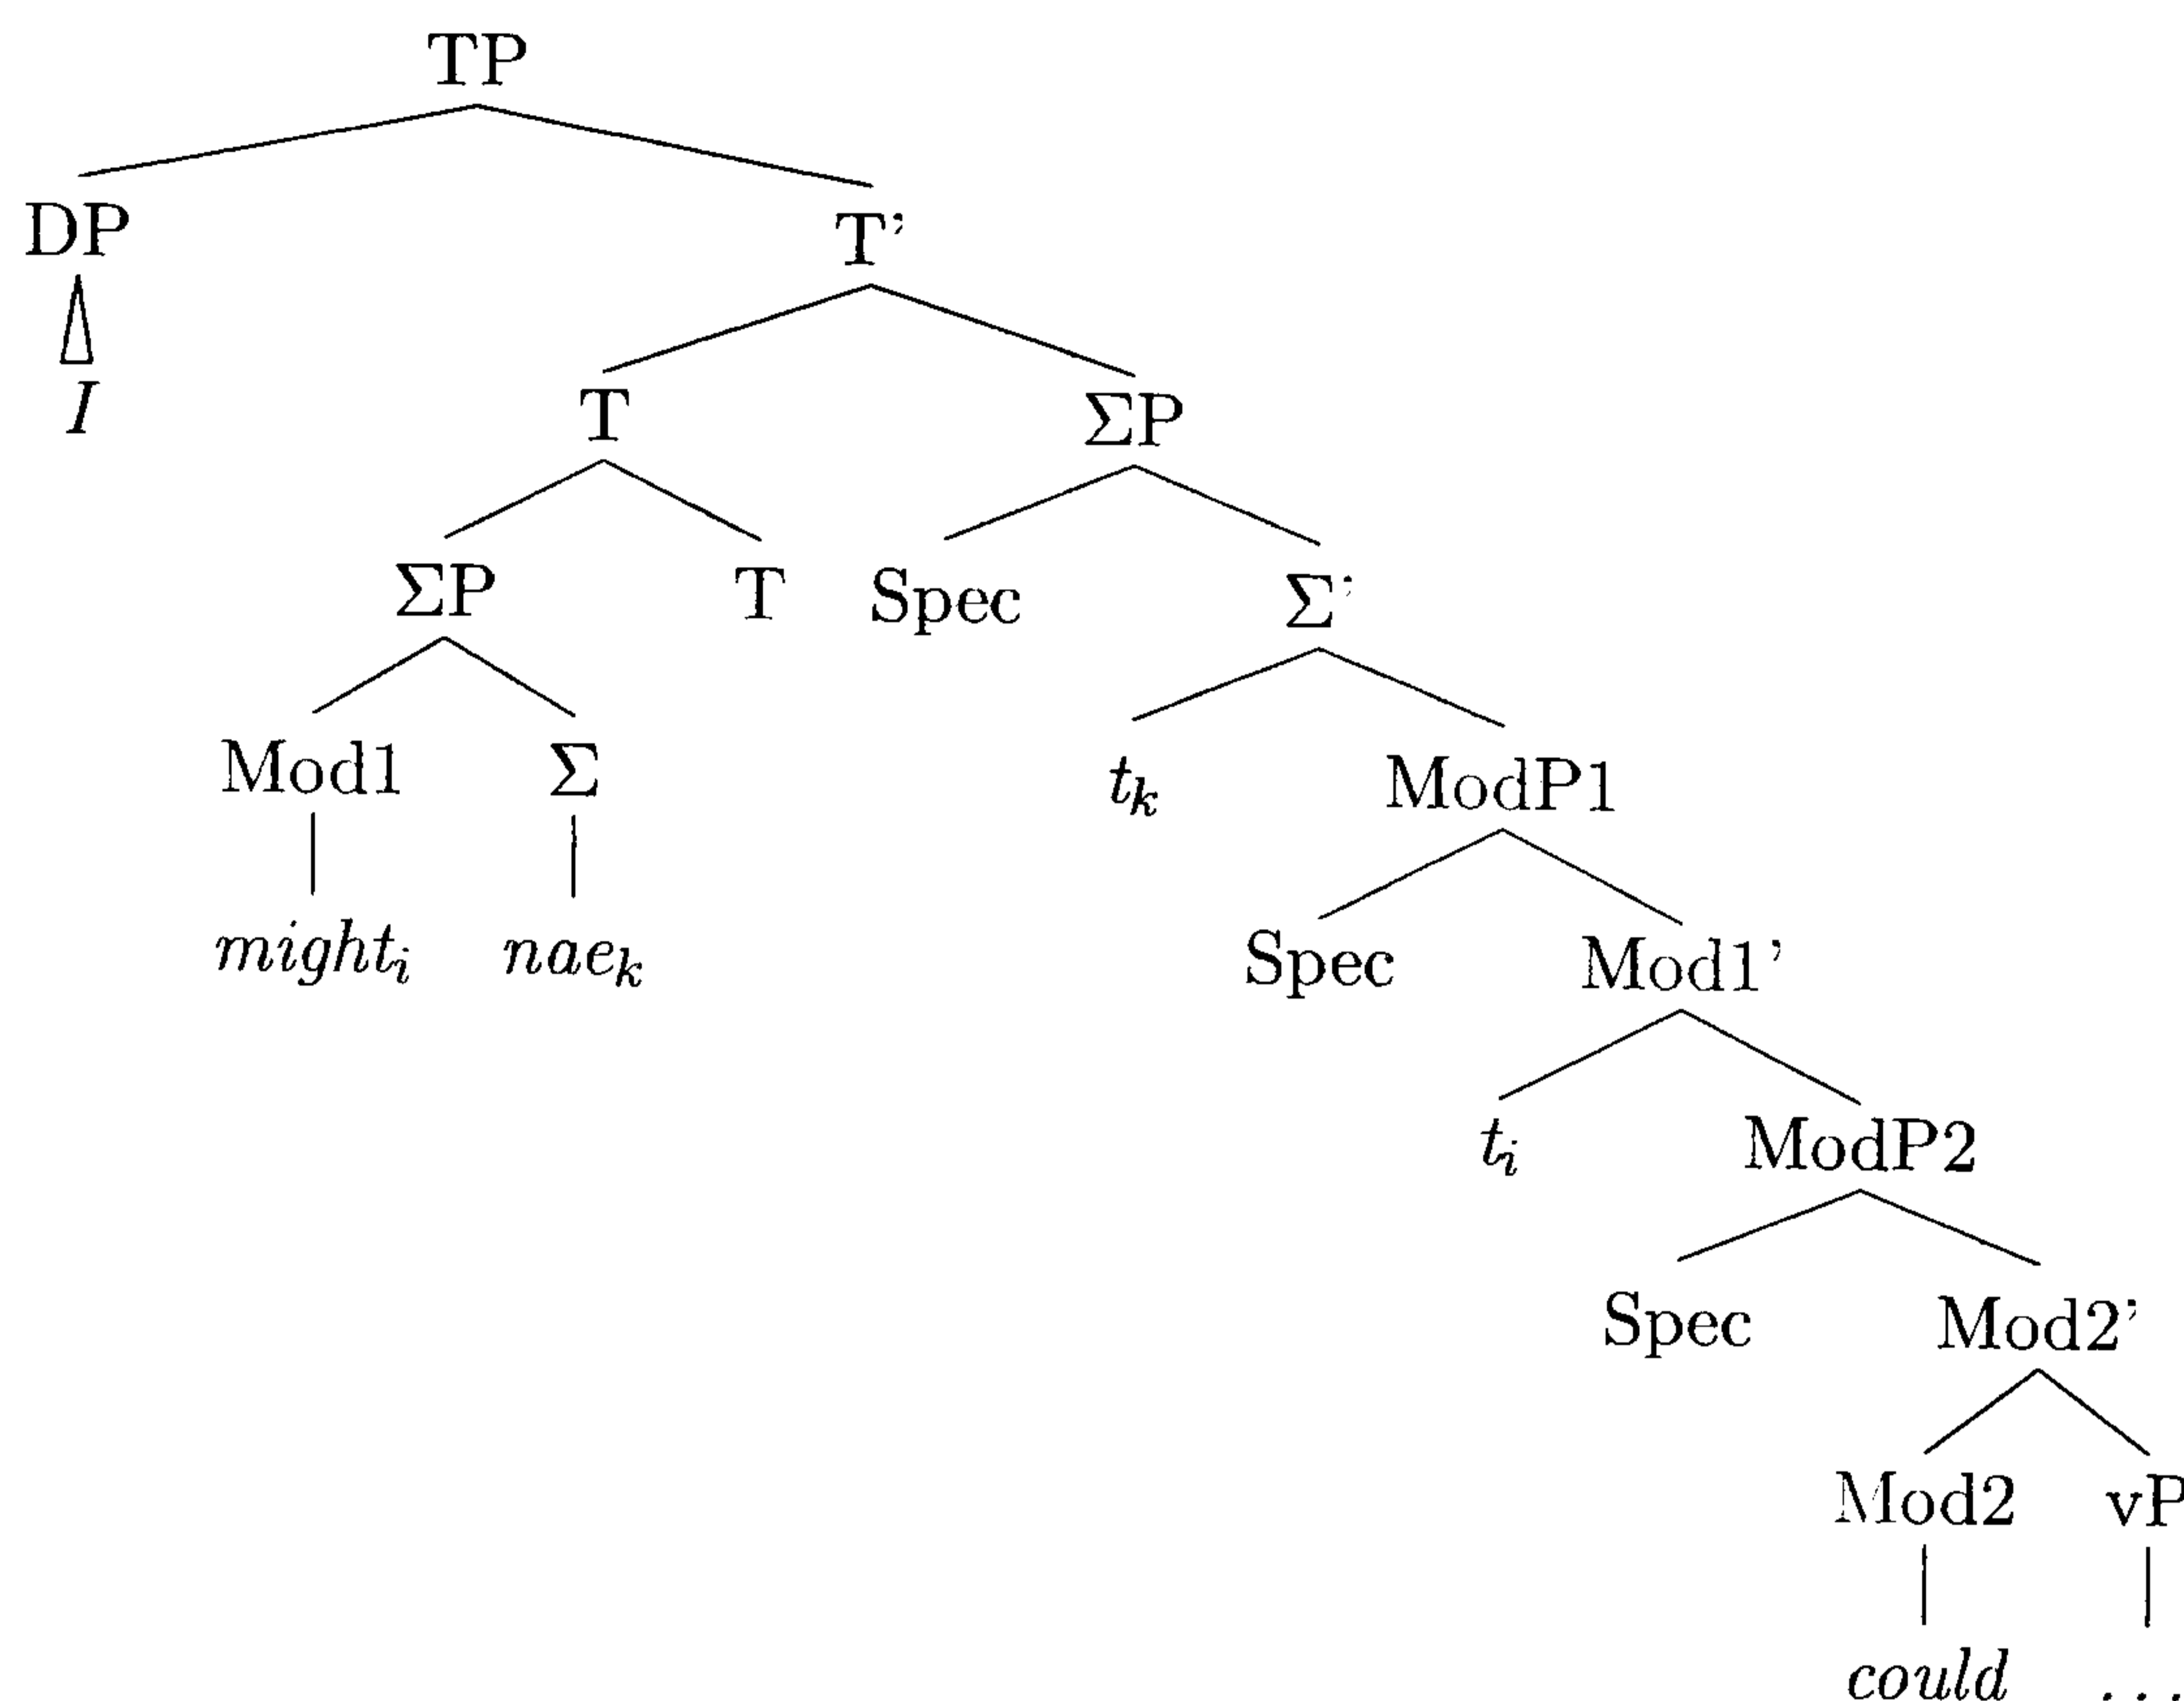 TP
DP T'
I
T ΣP
ΣP T Spec Σ'
Mod1 Σ t_k ModP1
might_i nae_k Spec Mod1'
t_i ModP2
Spec Mod2'
Mod2 vP
could ...